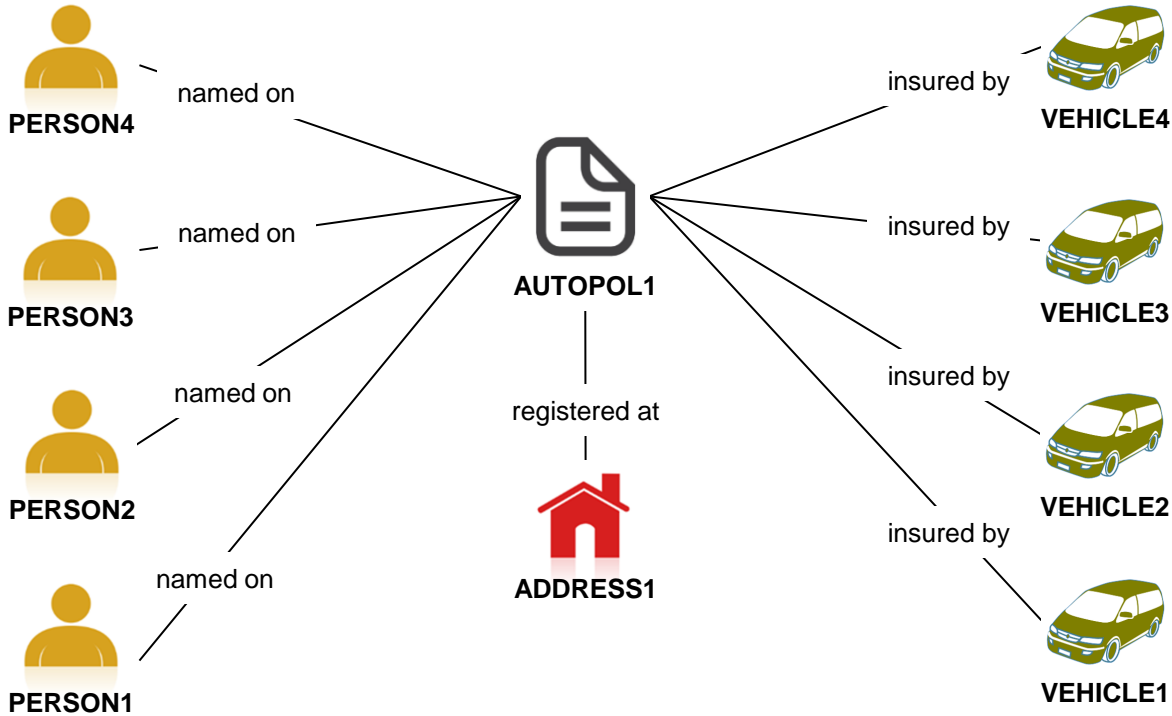 named on
insured by
PERSON4
VEHICLE4
named on
insured by
AUTOPOL1
PERSON3
VEHICLE3
named on
insured by
registered at
PERSON2
VEHICLE2
named on
insured by
ADDRESS1
PERSON1
VEHICLE1